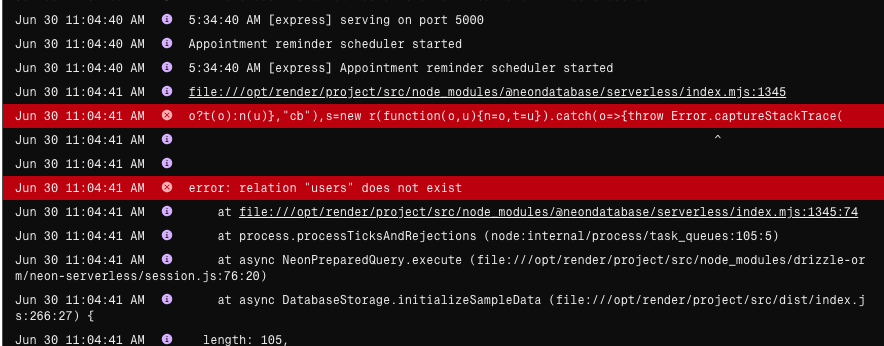 Jun 30 11:04:40 AM 5:34:40 AM [express] serving on port 5000
Jun 30 11:04:40 AM Appointment reminder scheduler started
Jun 30 11:04:40 AM 5:34:40 AM [express] Appointment reminder scheduler started
Jun 30 11:04:41 AM file:///opt/render/project/src/node_modules/@neondatabase/serverless/index.mjs:1345
Jun 30 11:04:41 AM o?t(o):n(u)},"cb"),s=new r(function(o,u){n=o,t=u}).catch(o=>{throw Error.captureStackTrace(
Jun 30 11:04:41 AM ^
Jun 30 11:04:41 AM
Jun 30 11:04:41 AM error: relation "users" does not exist
Jun 30 11:04:41 AM at file:///opt/render/project/src/node_modules/@neondatabase/serverless/index.mjs:1345:74
Jun 30 11:04:41 AM at process.processTicksAndRejections (node:internal/process/task_queues:105:5)
Jun 30 11:04:41 AM at async NeonPreparedQuery.execute (file:///opt/render/project/src/node_modules/drizzle-or
m/neon-serverless/session.js:76:20)
Jun 30 11:04:41 AM at async DatabaseStorage.initializeSampleData (file:///opt/render/project/src/dist/index.j
s:266:27) {
Jun 30 11:04:41 AM length: 105,